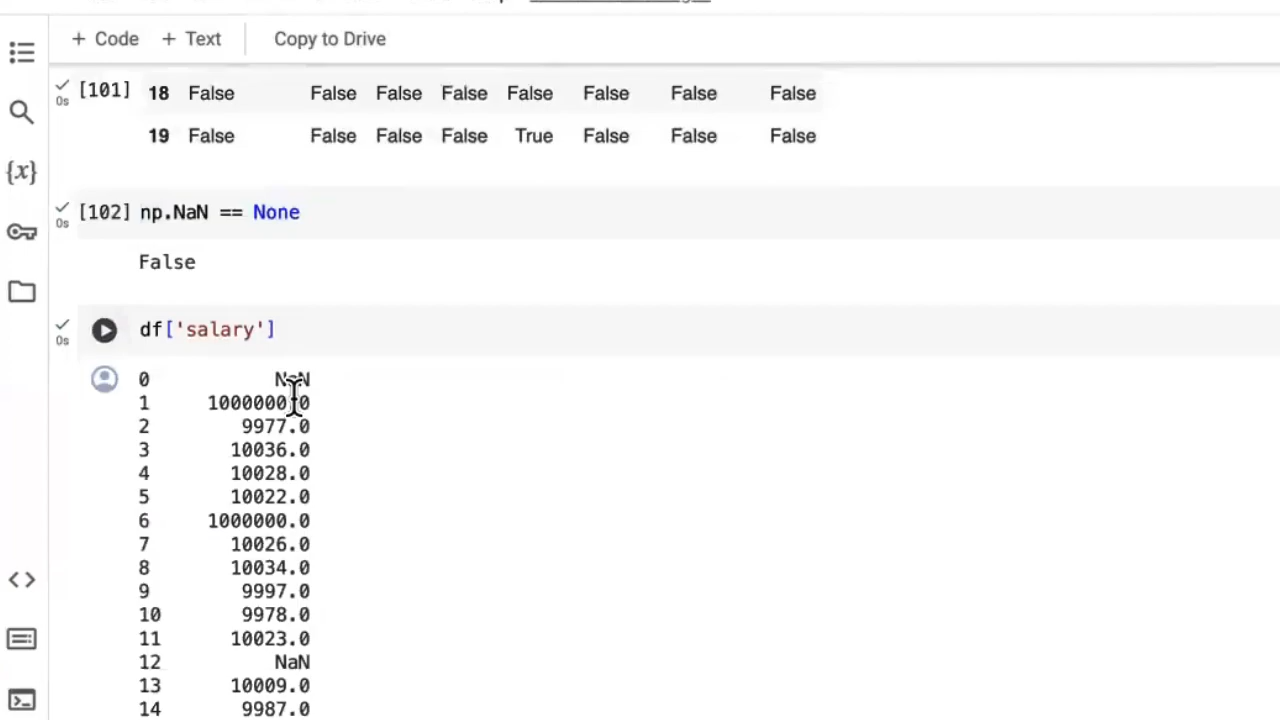 + Code + Text Copy to Drive
[101] 18 False False False False False False False False
0s
19 False False False False True False False False
{x}
[102] np.NaN == None
0s
False
df['salary']
0s
0 NaN
1 1000000.0
2 9977.0
3 10036.0
4 10028.0
5 10022.0
6 1000000.0
7 10026.0
8 10034.0
9 9997.0
10 9978.0
11 10023.0
12 NaN
13 10009.0
14 9987.0